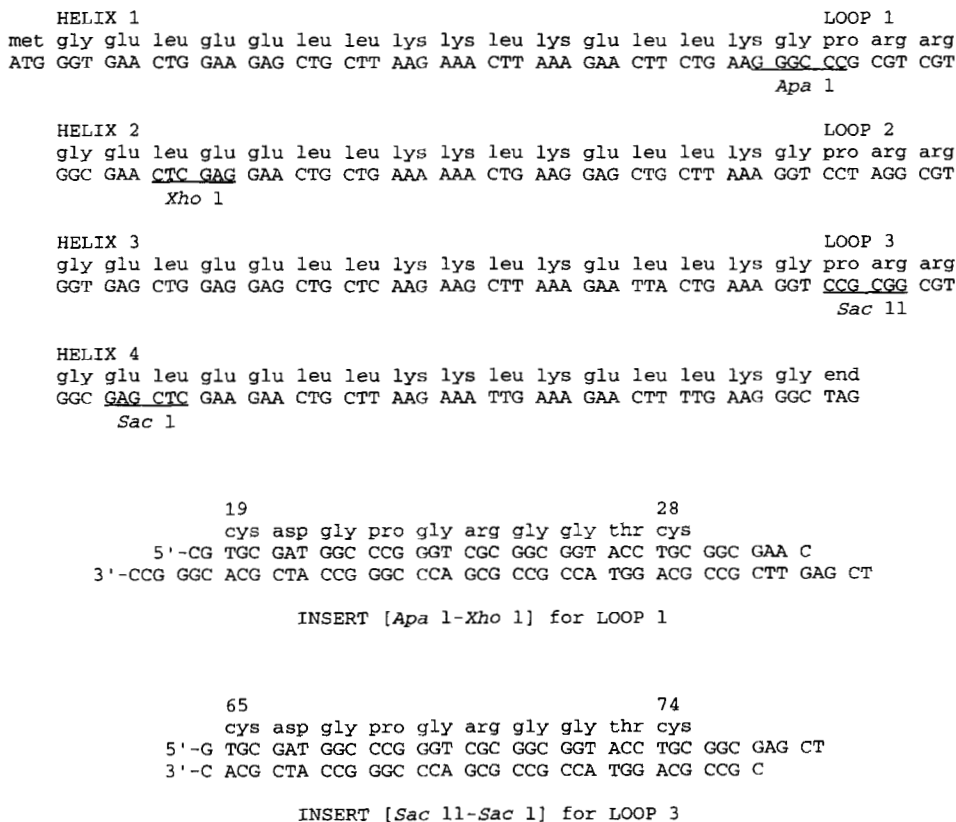 HELIX 1 LOOP 1
met gly glu leu glu glu leu leu lys lys leu lys glu leu leu lys gly pro arg arg
ATG GGT GAA CTG GAA GAG CTG CTT AAG AAA CTT AAA GAA CTT CTG AAG GGC CCG CGT CGT
Apa 1
HELIX 2 LOOP 2
gly glu leu glu glu leu leu lys lys leu lys glu leu leu lys gly pro arg arg
GGC GAA CTC GAG GAA CTG CTG AAA AAA CTG AAG GAG CTG CTT AAA GGT CCT AGG CGT
Xho 1
HELIX 3 LOOP 3
gly glu leu glu glu leu leu lys lys leu lys glu leu leu lys gly pro arg arg
GGT GAG CTG GAG GAG CTG CTC AAG AAG CTT AAA GAA TTA CTG AAA GGT CCG CGG CGT
Sac 11
HELIX 4
gly glu leu glu glu leu leu lys lys leu lys glu leu leu lys gly end
GGC GAG CTC GAA GAA CTG CTT AAG AAA TTG AAA GAA CTT TTG AAG GGC TAG
Sac 1
19 28
cys asp gly pro gly arg gly gly thr cys
5'-CG TGC GAT GGC CCG GGT CGC GGC GGT ACC TGC GGC GAA C
3'-CCG GGC ACG CTA CCG GGC CCA GCG CCG CCA TGG ACG CCG CTT GAG CT
INSERT [Apa 1-Xho 1] for LOOP 1
65 74
cys asp gly pro gly arg gly gly thr cys
5'-G TGC GAT GGC CCG GGT CGC GGC GGT ACC TGC GGC GAG CT
3'-C ACG CTA CCG GGC CCA GCG CCG CCA TGG ACG CCG C
INSERT [Sac 11-Sac 1] for LOOP 3